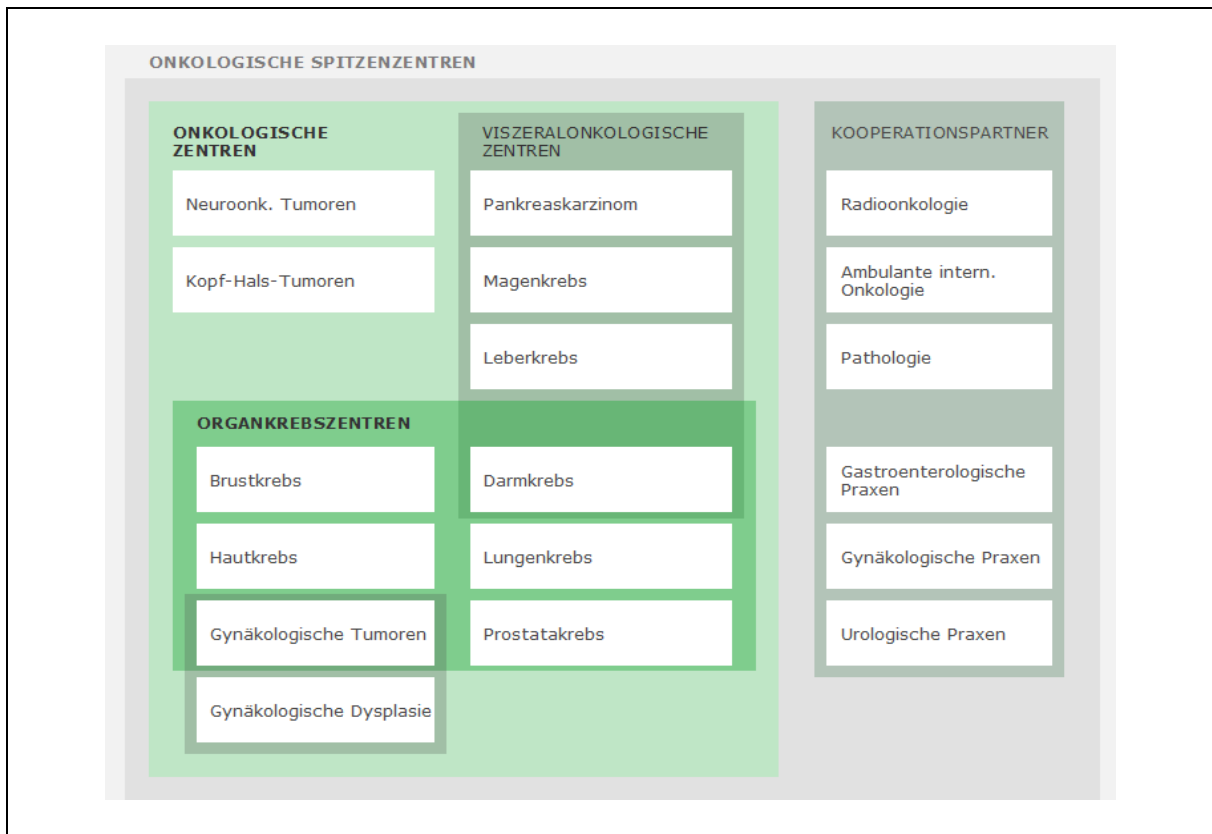 ONKOLOGISCHE SPITZENZENTREN
ONKOLOGISCHE
ZENTREN
Neuroonk. Tumoren
Kopf-Hals-Tumoren
VISZERALONKOLOGISCHE
ZENTREN
Pankreaskarzinom
Magenkrebs
Leberkrebs
ORGANKREBSZENTREN
Brustkrebs
Hautkrebs
Gynäkologische Tumoren
Gynäkologische Dysplasie
Darmkrebs
Lungenkrebs
Prostatakrebs
KOOPERATIONSPARTNER
Radioonkologie
Ambulante intern.
Onkologie
Pathologie
Gastroenterologische
Praxen
Gynäkologische Praxen
Urologische Praxen